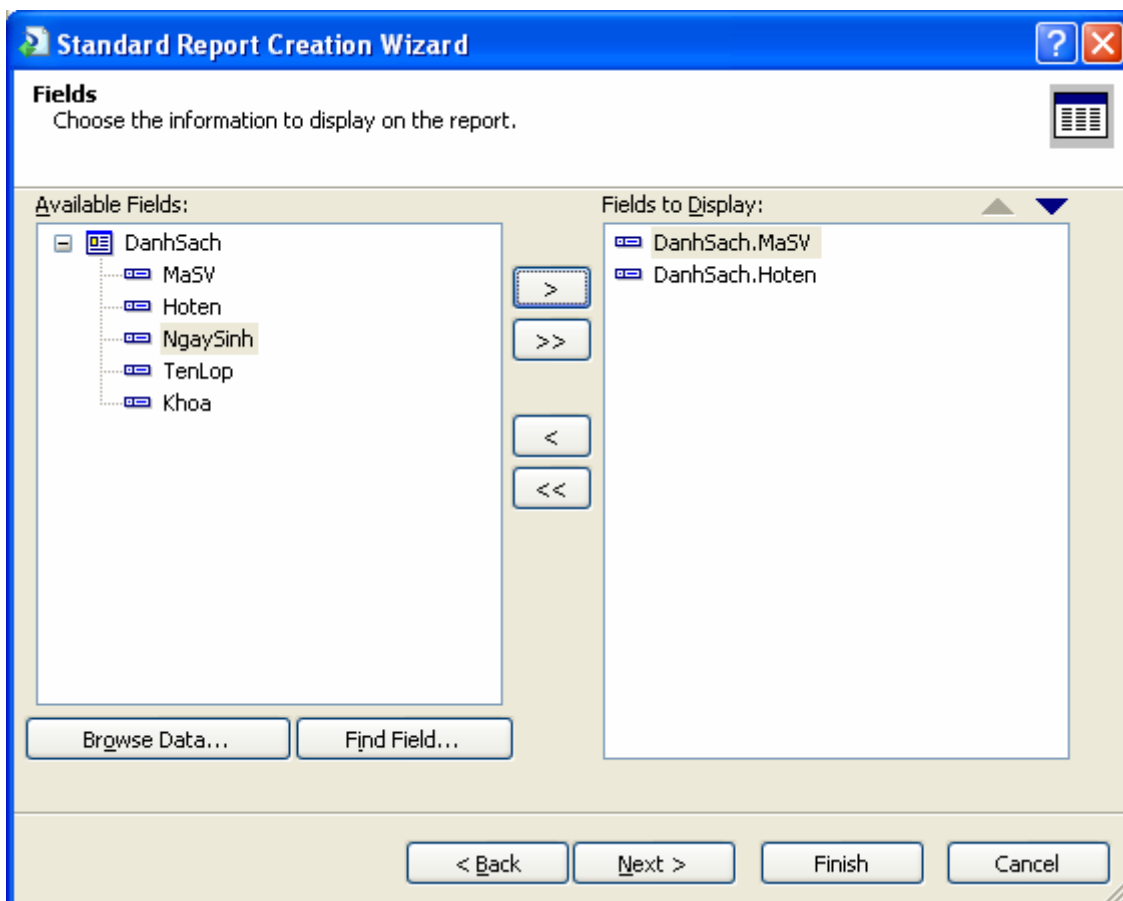 Standard Report Creation Wizard
Fields
Choose the information to display on the report.
Available Fields:
DanhSach
MaSV
Hoten
NgaySinh
TenLop
Khoa
>
>>
<
<<
Fields to Display:
DanhSach.MaSV
DanhSach.Hoten
Browse Data...
Find Field...
< Back
Next >
Finish
Cancel